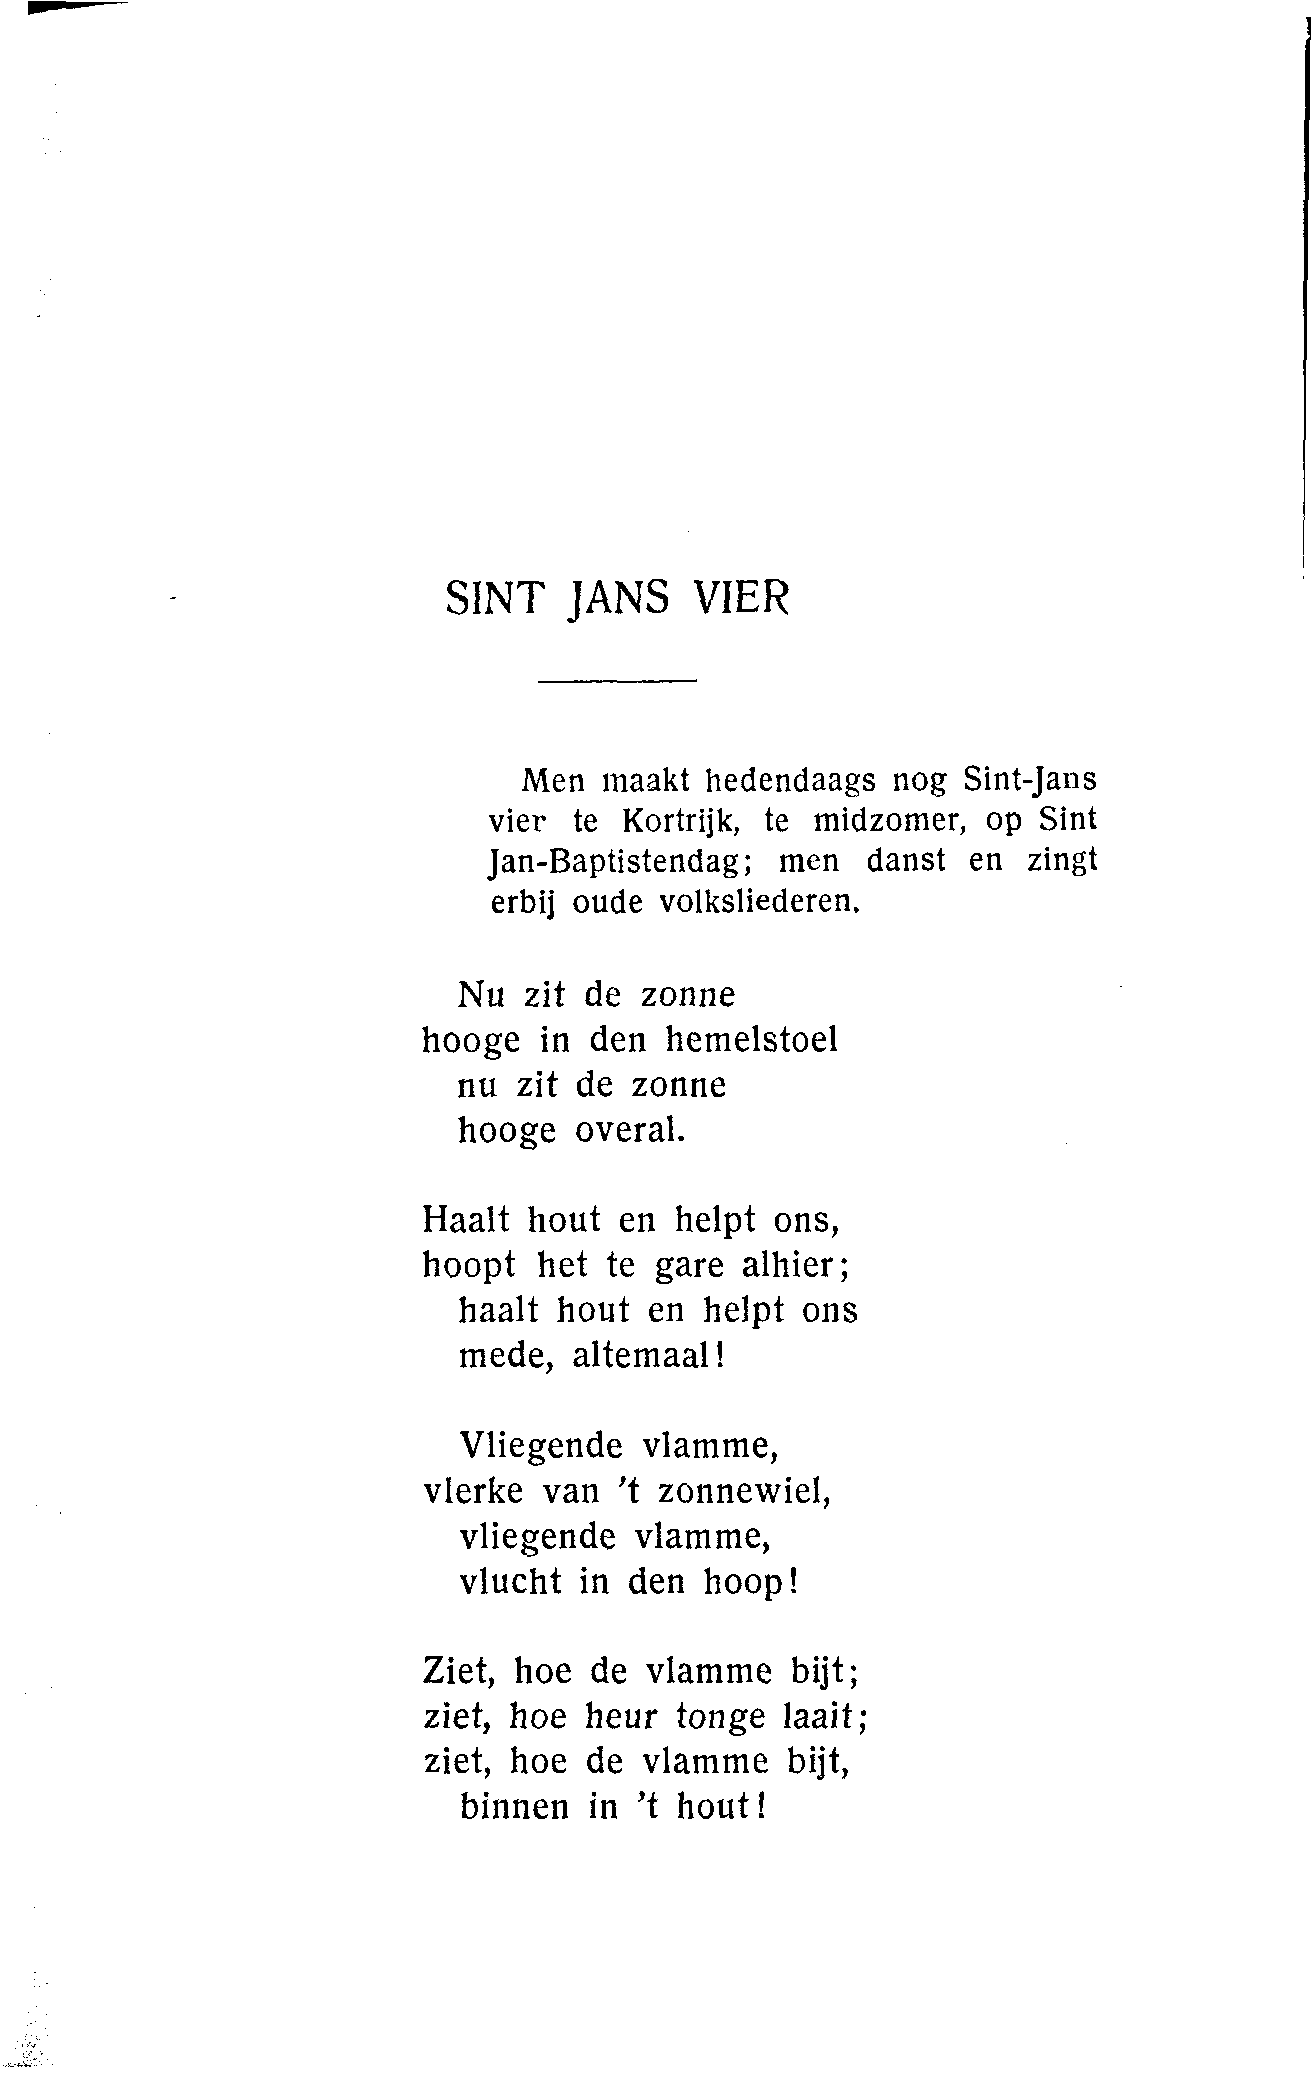 SINT JANS VIER
Men maakt hedendaags nog Sint-Jans
vier te Kortrijk, te midzomer, op Sint
Jan-Baptistendag; men danst en zingt
erbij oude volksliederen.
Nu zit de zonne
hooge in den hemelstoel
nu zit de zonne
hooge overal.
Haalt hout en helpt ons,
hoopt het te gare alhier;
haalt hout en helpt ons
mede, altemaal!
Vliegende vlamme,
vlerke van 't zonnewiel,
vliegende vlamme,
vlucht in den hoop!
Ziet, hoe de vlamme bijt;
ziet, hoe heur tonge laait;
ziet, hoe de vlamme bijt,
binnen in 't hout!